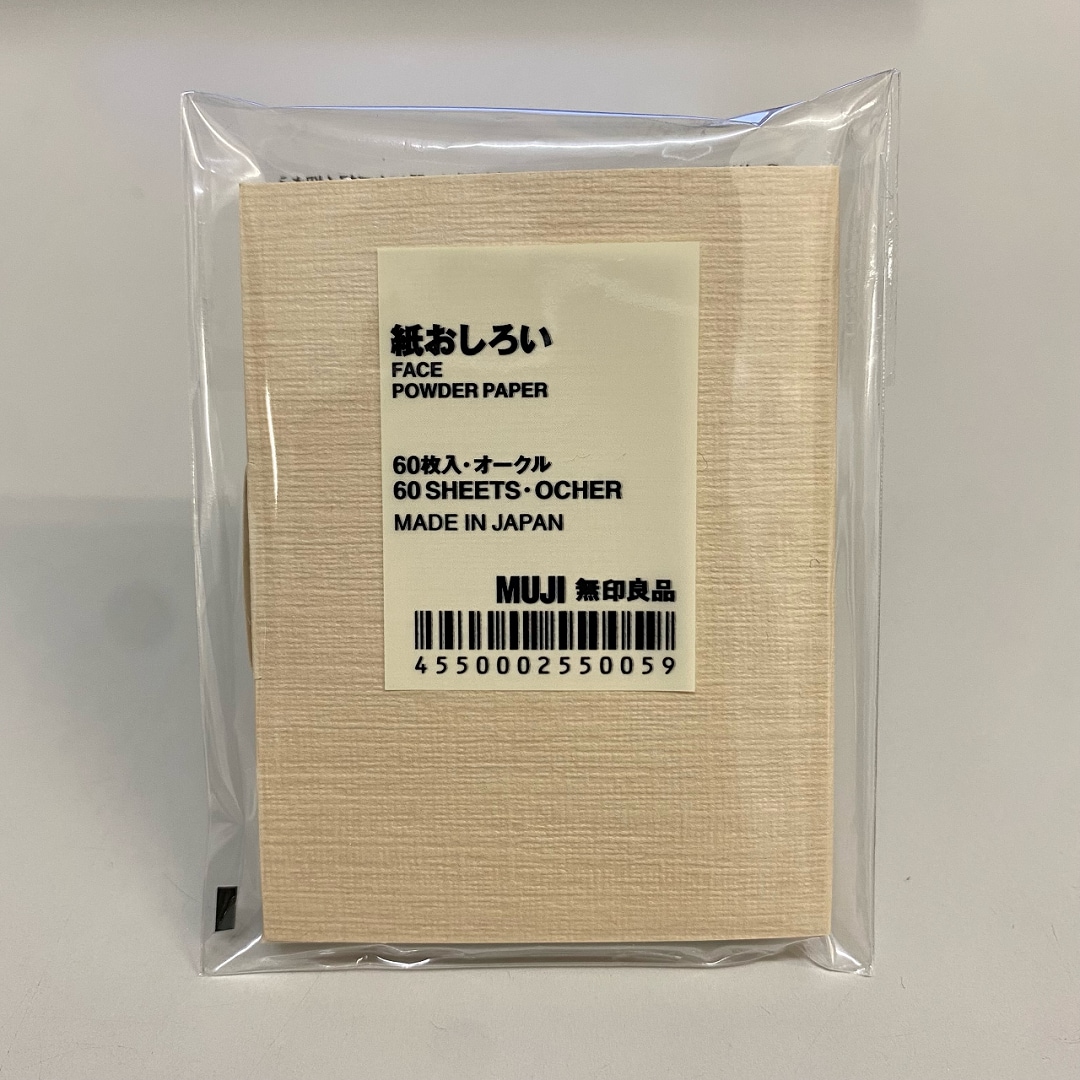 紙おしろい
FACE
POWDER PAPER
60枚入・オークル
60 SHEETS・OCHER
MADE IN JAPAN
MUJI 無印良品
4550002550059